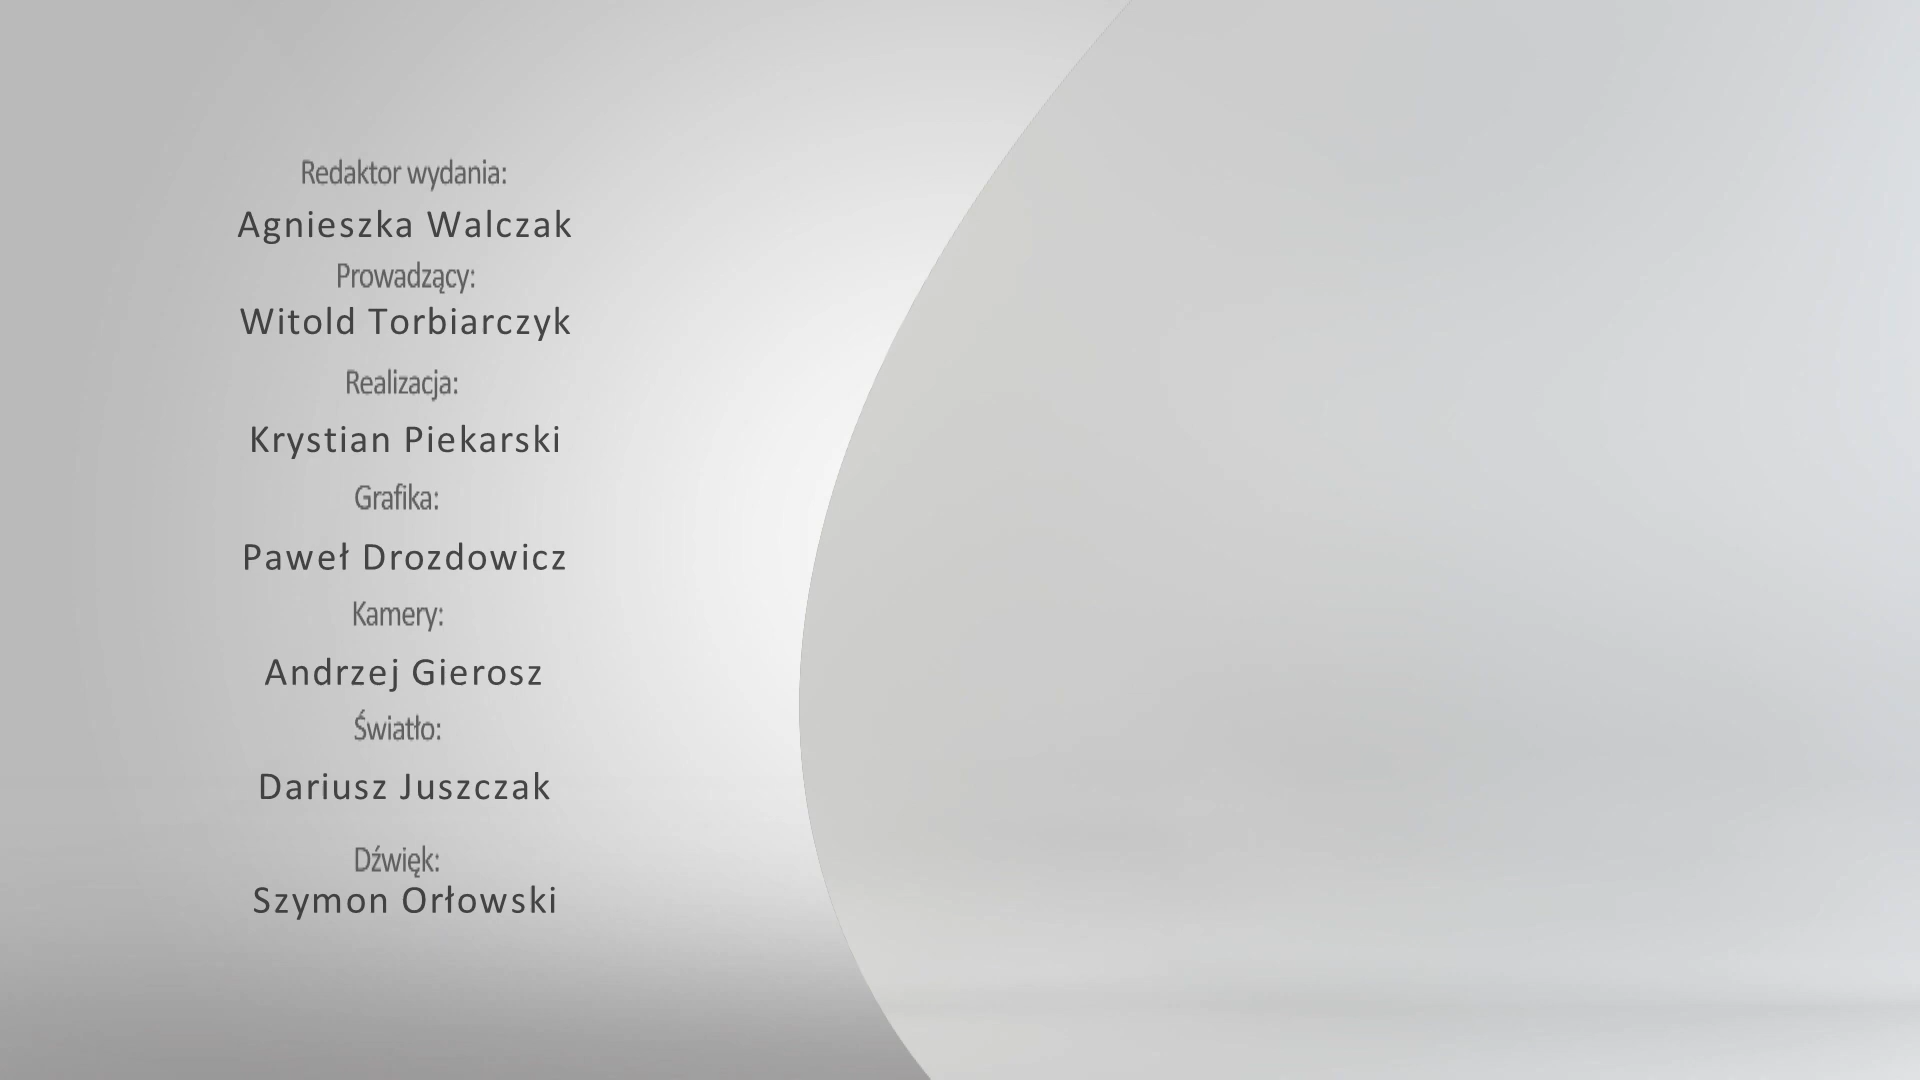 Redaktor wydania:
Agnieszka Walczak
Prowadzący:
Witold Torbiarczyk
Realizacja:
Krystian Piekarski
Grafika:
Paweł Drozdowicz
Kamery:
Andrzej Gierosz
Światło:
Dariusz Juszczak
Dźwięk:
Szymon Orłowski